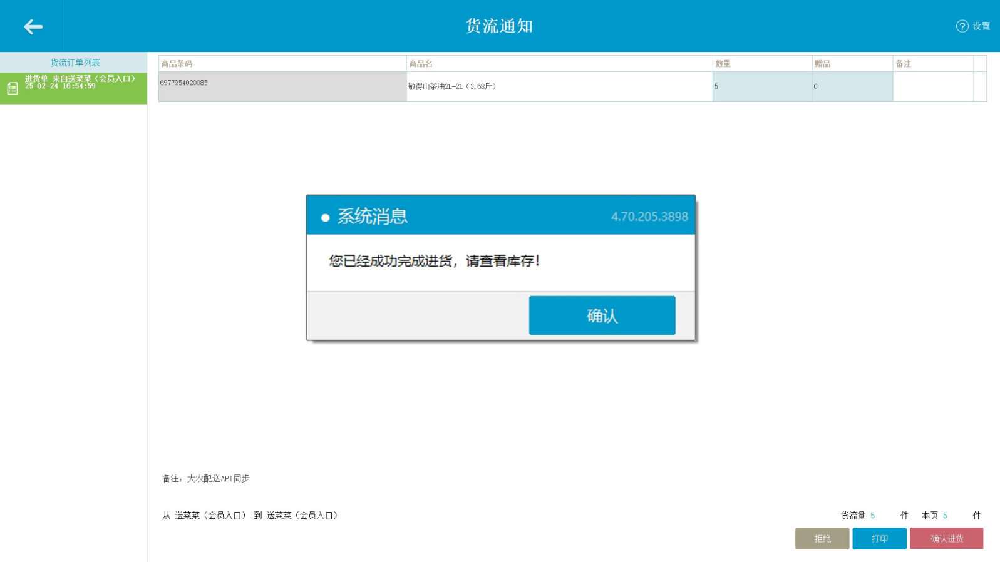 货流通知
设置
货流订单列表
进货单 来自送菜菜（会员入口）
25-02-24 16:54:59
商品条码 商品名 数量 赠品 备注
6977954020085 敬得山茶油2L-2L（3.68斤） 5 0
系统消息 4.70.205.3898
您已经成功完成进货，请查看库存！
确认
备注：大农配送API同步
从 送菜菜（会员入口） 到 送菜菜（会员入口） 货流量 5 件 本页 5 件
拒绝 打印 确认进货